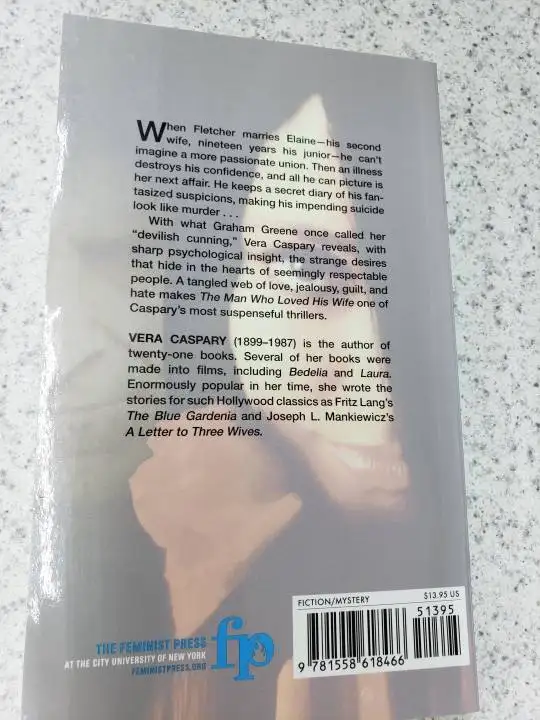 When Fletcher marries Elaine—his second
wife, nineteen years his junior—he can't
imagine a more passionate union. Then an illness
destroys his confidence, and all he can picture is
her next affair. He keeps a secret diary of his fan-
tasized suspicions, making his impending suicide
look like murder . . .
With what Graham Greene once called her
"devilish cunning," Vera Caspary reveals, with
sharp psychological insight, the strange desires
that hide in the hearts of seemingly respectable
people. A tangled web of love, jealousy, guilt, and
hate makes The Man Who Loved His Wife one of
Caspary's most suspenseful thrillers.
VERA CASPARY (1899–1987) is the author of
twenty-one books. Several of her books were
made into films, including Bedelia and Laura.
Enormously popular in her time, she wrote the
stories for such Hollywood classics as Fritz Lang's
The Blue Gardenia and Joseph L. Mankiewicz's
A Letter to Three Wives.
THE FEMINIST PRESS
AT THE CITY UNIVERSITY OF NEW YORK
FEMINISTPRESS.ORG
fp
FICTION/MYSTERY
$13.95 US
51395
9 781558 618466